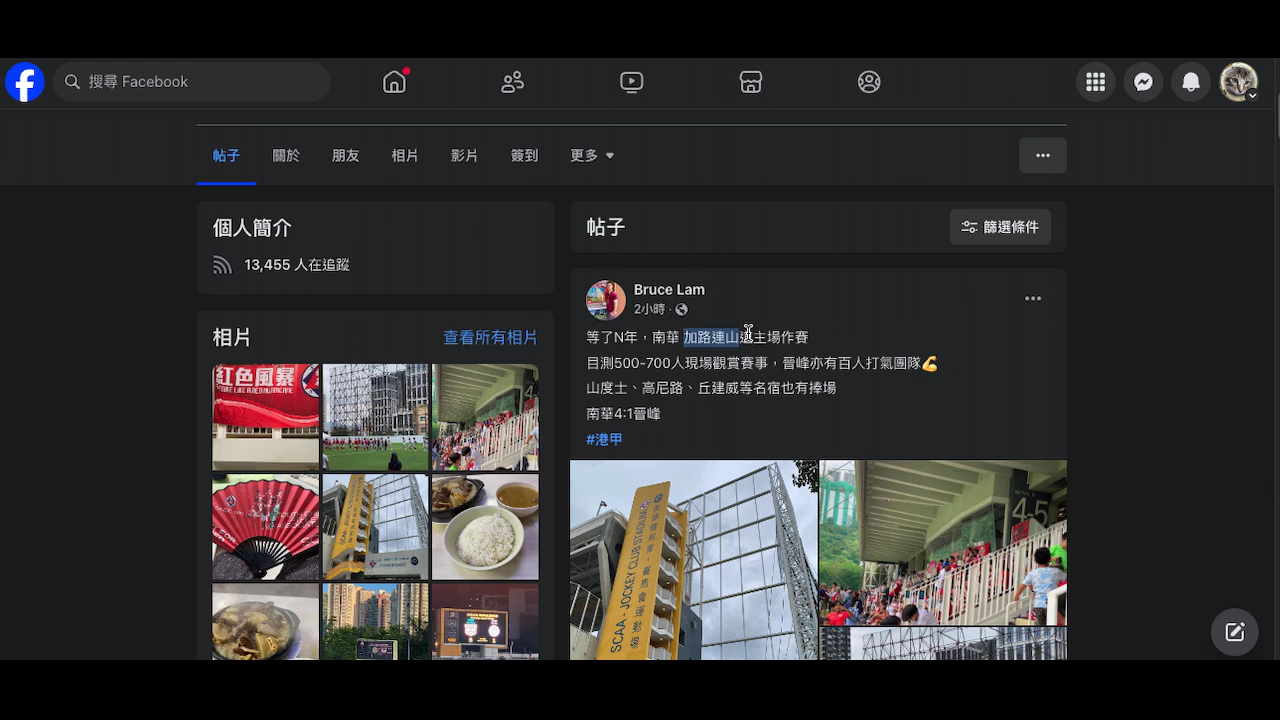 搜尋 Facebook
帖子
關於
朋友
相片
影片
簽到
更多
個人簡介
13,455 人在追蹤
相片
查看所有相片
紅色風暴
帖子
篩選條件
Bruce Lam
2小時
等了N年，南華 加路連山道主場作賽
目測500-700人現場觀賞賽事，晉峰亦有百人打氣團隊💪
山度士、高尼路、丘建威等名宿也有捧場
南華4:1晉峰
#港甲
SCAA - JOCKEY CLUB STADIUM
4-5